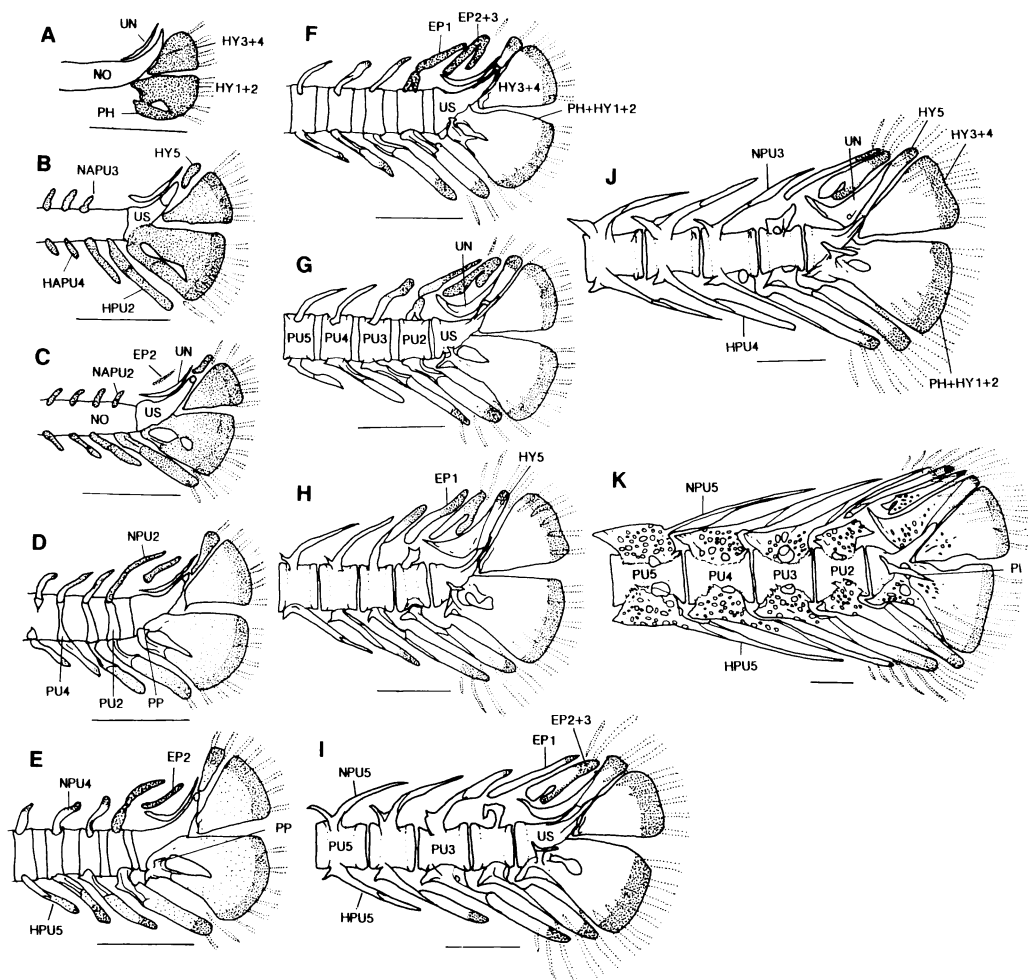 A
UN
HY3+4
NO
HY1+2
PH
B
HY5
NAPU3
US
HAPU4
HPU2
C
EP2
UN
NAPU2
US
NO
D
NPU2
PU4
PU2
PP
E
EP2
NPU4
PP
HPU5
F
EP2+3
EP1
HY3+4
US
PH+HY1+2
G
UN
PU5
PU4
PU3
PU2
US
H
HY5
EP1
I
EP2+3
EP1
NPU5
US
PU5
PU3
HPU5
J
HY5
HY3+4
UN
NPU3
HPU4
PH+HY1+2
K
NPU5
PU5
PU4
PU3
PU2
HPU5